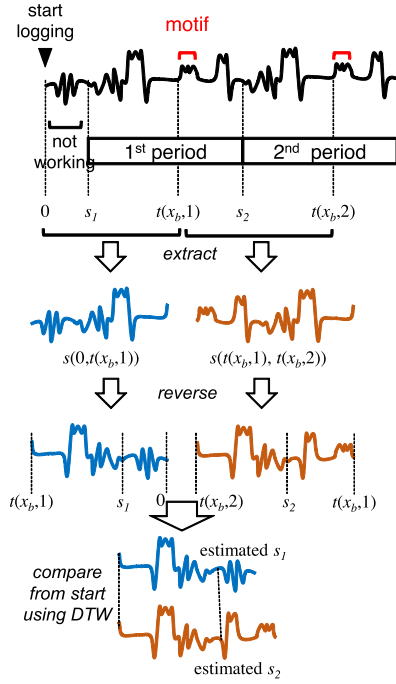 start
logging
motif
not
working
1st period
2nd period
0
s1
t(xb,1)
s2
t(xb,2)
extract
s(0,t(xb,1))
s(t(xb,1), t(xb,2))
reverse
t(xb,1)
s1
0
t(xb,2)
s2
t(xb,1)
estimated s1
compare
from start
using DTW
estimated s2